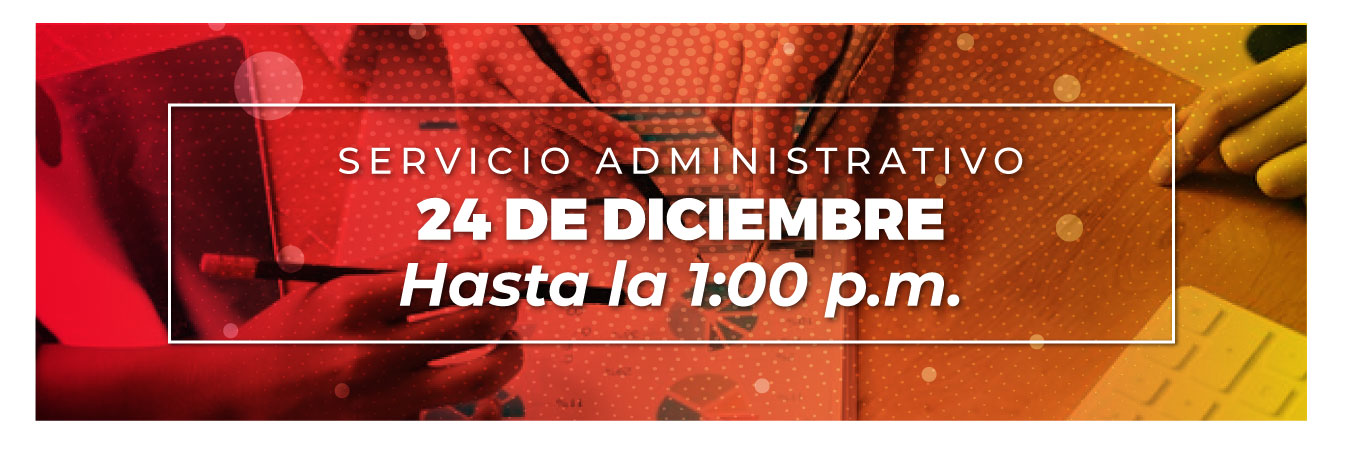 SERVICIO ADMINISTRATIVO
24 DE DICIEMBRE
Hasta la 1:00 p.m.